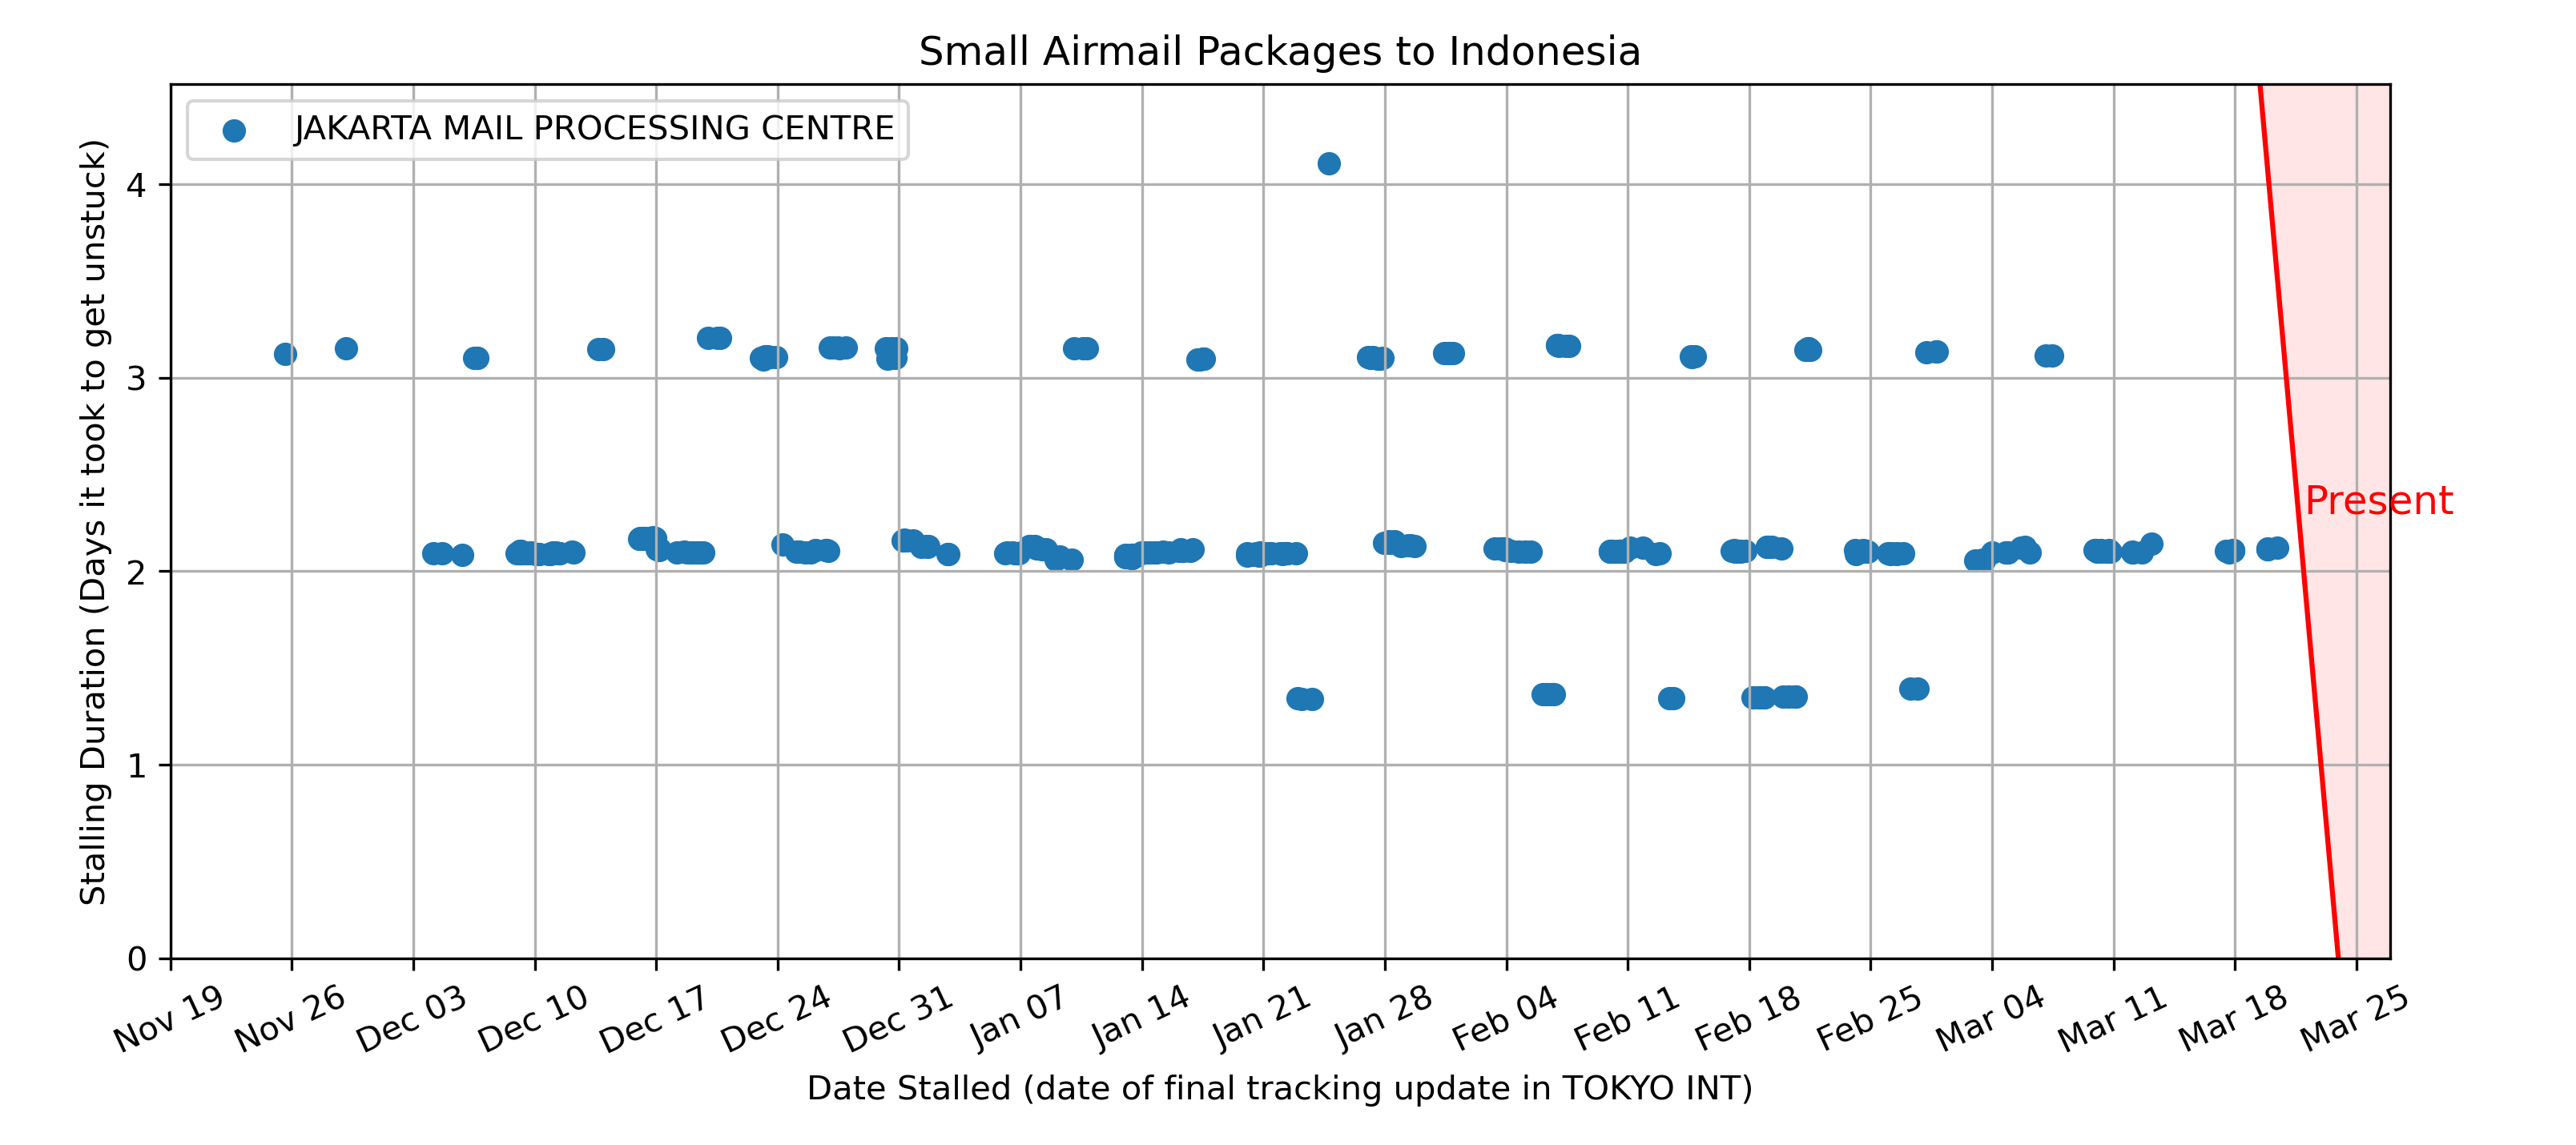 Small Airmail Packages to Indonesia
JAKARTA MAIL PROCESSING CENTRE
Stalling Duration (Days it took to get unstuck)
4
3
2
1
0
Present
Nov 19
Nov 26
Dec 03
Dec 10
Dec 17
Dec 24
Dec 31
Jan 07
Jan 14
Jan 21
Jan 28
Feb 04
Feb 11
Feb 18
Feb 25
Mar 04
Mar 11
Mar 18
Mar 25
Date Stalled (date of final tracking update in TOKYO INT)